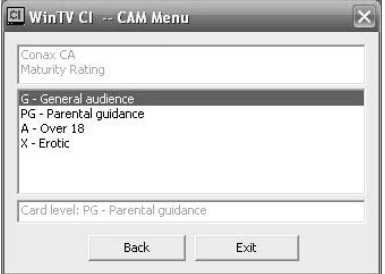 CI WinTV CI -- CAM Menu
Conax CA
Maturity Rating
G - General audience
PG - Parental guidance
A - Over 18
X - Erotic
Card level: PG - Parental guidance
Back Exit